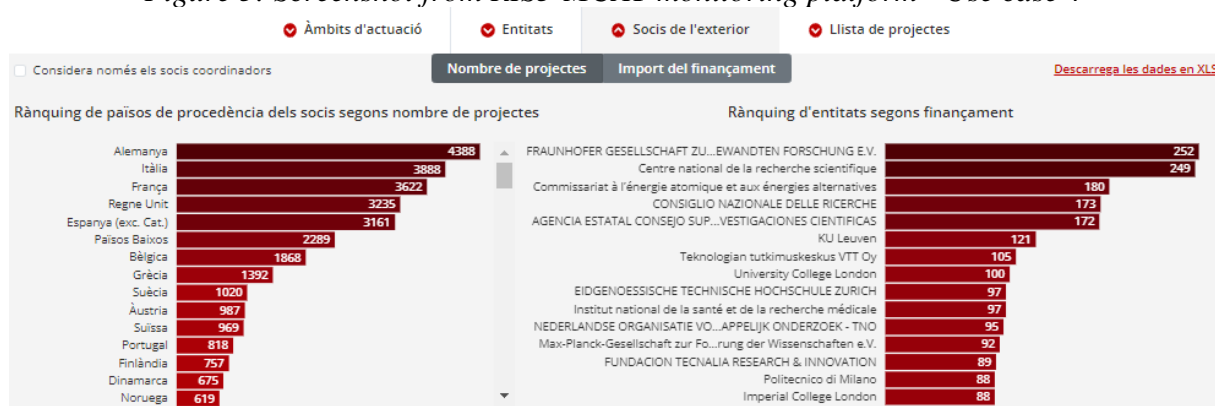 Àmbits d'actuació
Entitats
Socis de l'exterior
Llista de projectes
Considera només els socis coordinadors
Nombre de projectes
Import del finançament
Descarrega les dades en XLS
Rànquing de països de procedència dels socis segons nombre de projectes
Alemanya 4388
Itàlia 3888
França 3622
Regne Unit 3235
Espanya (exc. Cat.) 3161
Països Baixos 2289
Bèlgica 1868
Grècia 1392
Suècia 1020
Àustria 987
Suïssa 969
Portugal 818
Finlàndia 757
Dinamarca 675
Noruega 619
Rànquing d'entitats segons finançament
FRAUNHOFER GESELLSCHAFT ZU...EWANDTEN FORSCHUNG E.V. 252
Centre national de la recherche scientifique 249
Commissariat à l'énergie atomique et aux énergies alternatives 180
CONSIGLIO NAZIONALE DELLE RICERCHE 173
AGENCIA ESTATAL CONSEJO SUP...VESTIGACIONES CIENTIFICAS 172
KU Leuven 121
Teknologian tutkimuskeskus VTT Oy 105
University College London 100
EIDGENOESSISCHE TECHNISCHE HOCHSCHULE ZURICH 97
Institut national de la santé et de la recherche médicale 97
NEDERLANDSE ORGANISATIE VO...APPELIJK ONDERZOEK - TNO 95
Max-Planck-Gesellschaft zur Fo...rung der Wissenschaften e.V. 92
FUNDACION TECNALIA RESEARCH & INNOVATION 89
Politecnico di Milano 88
Imperial College London 88